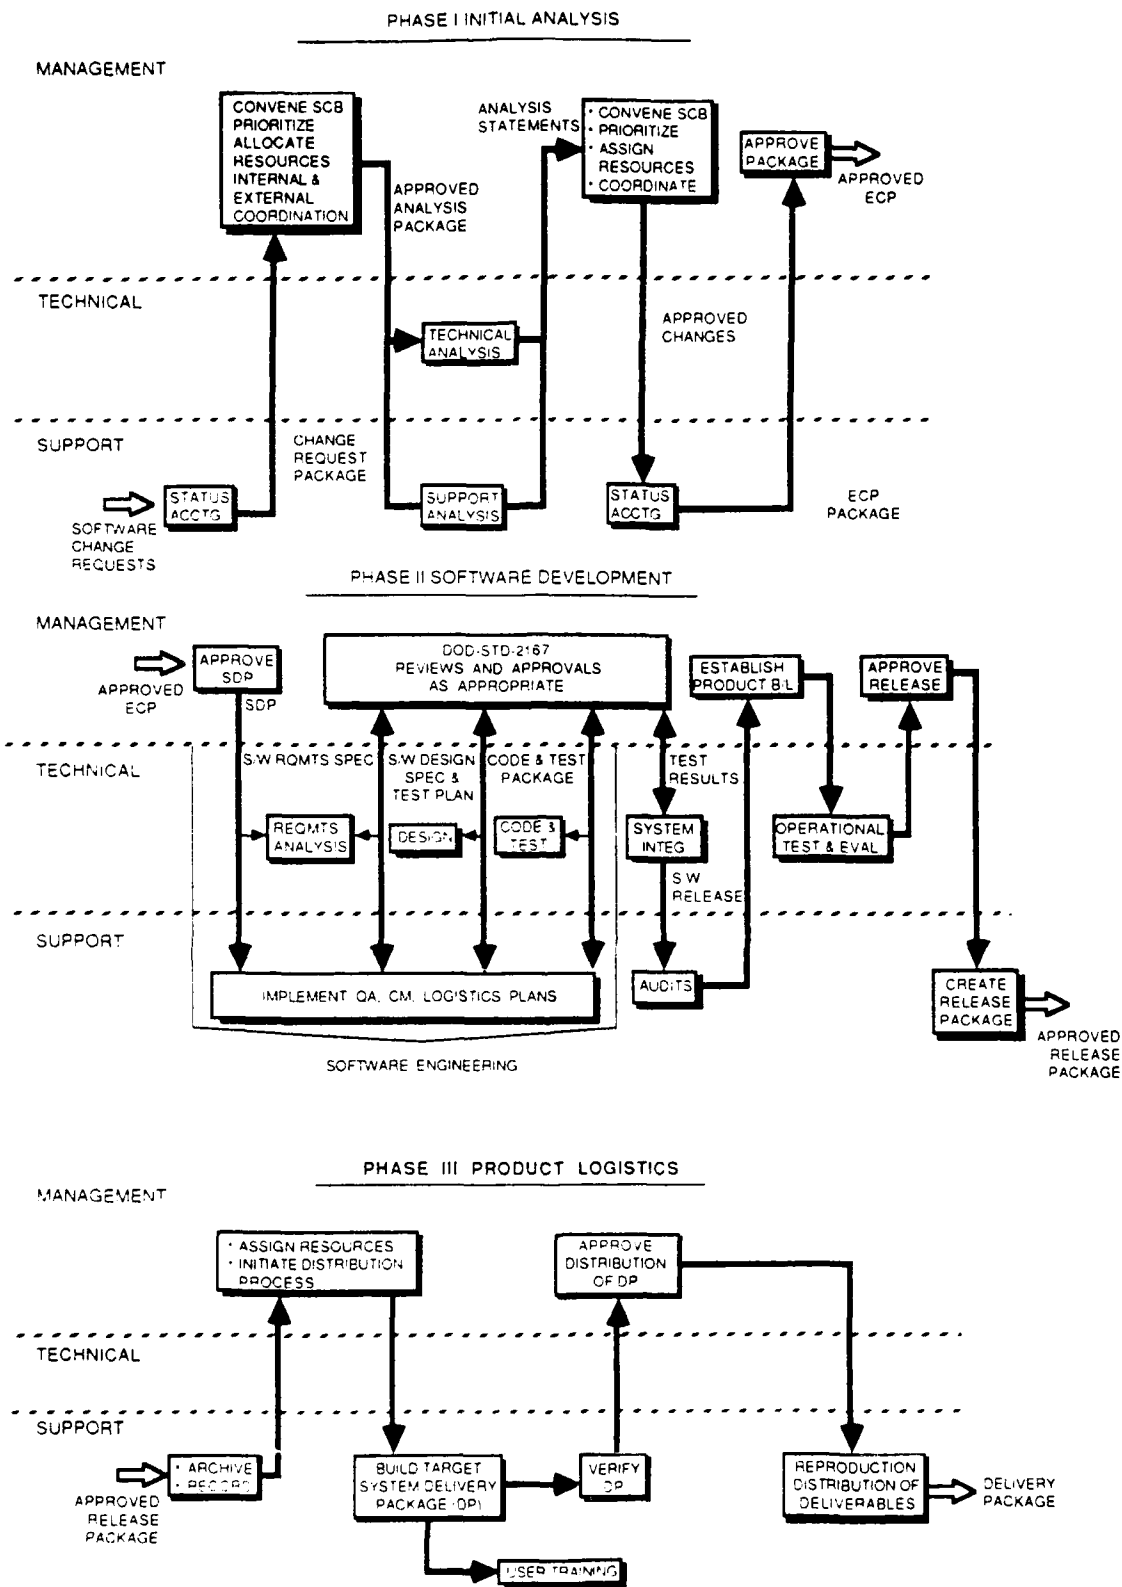 PHASE I INITIAL ANALYSIS
MANAGEMENT
CONVENE SCB
PRIORITIZE
ALLOCATE
RESOURCES
INTERNAL &
EXTERNAL
COORDINATION
APPROVED
ANALYSIS
PACKAGE
ANALYSIS
STATEMENTS
· CONVENE SCB
· PRIORITIZE
· ASSIGN
RESOURCES
· COORDINATE
APPROVE
PACKAGE
APPROVED
ECP
TECHNICAL
TECHNICAL
ANALYSIS
APPROVED
CHANGES
SUPPORT
CHANGE
REQUEST
PACKAGE
STATUS
ACCTG
SOFTWARE
CHANGE
REQUESTS
SUPPORT
ANALYSIS
STATUS
ACCTG
ECP
PACKAGE
PHASE II SOFTWARE DEVELOPMENT
MANAGEMENT
APPROVED
ECP
APPROVE
SDP
SDP
DOD-STD-2167
REVIEWS AND APPROVALS
AS APPROPRIATE
ESTABLISH
PRODUCT B/L
APPROVE
RELEASE
TECHNICAL
S/W RQMTS SPEC
S/W DESIGN
SPEC &
TEST PLAN
CODE & TEST
PACKAGE
TEST
RESULTS
REQMTS
ANALYSIS
DESIGN
CODE &
TEST
SYSTEM
INTEG
OPERATIONAL
TEST & EVAL
S/W
RELEASE
SUPPORT
IMPLEMENT QA, CM, LOGISTICS PLANS
AUDITS
CREATE
RELEASE
PACKAGE
APPROVED
RELEASE
PACKAGE
SOFTWARE ENGINEERING
PHASE III PRODUCT LOGISTICS
MANAGEMENT
· ASSIGN RESOURCES
· INITIATE DISTRIBUTION
PROCESS
APPROVE
DISTRIBUTION
OF DP
TECHNICAL
SUPPORT
· ARCHIVE
· RECORD
APPROVED
RELEASE
PACKAGE
BUILD TARGET
SYSTEM DELIVERY
PACKAGE (DP)
VERIFY
DP
REPRODUCTION
DISTRIBUTION OF
DELIVERABLES
DELIVERY
PACKAGE
USER TRAINING